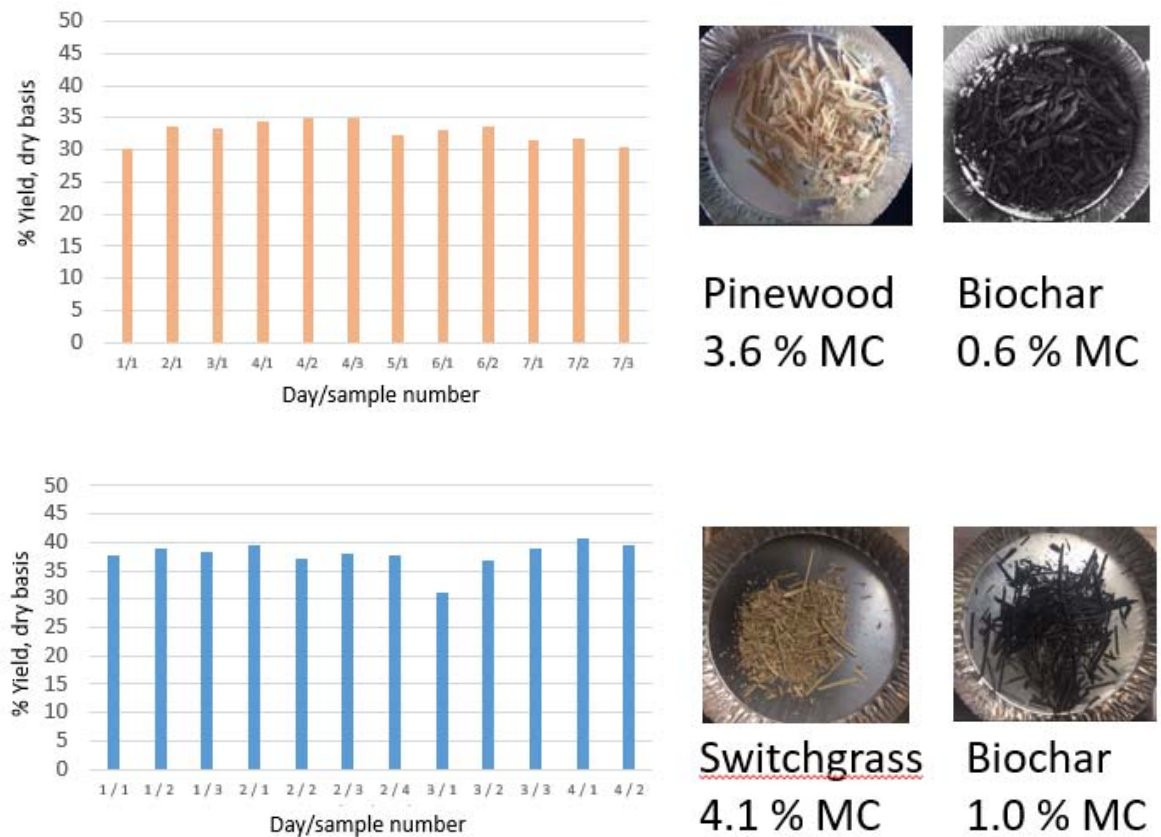 50
45
40
35
30
25
20
15
10
5
0
% Yield, dry basis
1/1 2/1 3/1 4/1 4/2 4/3 5/1 6/1 6/2 7/1 7/2 7/3
Day/sample number
Pinewood
3.6 % MC
Biochar
0.6 % MC
50
45
40
35
30
25
20
15
10
5
0
% Yield, dry basis
1 / 1 1 / 2 1 / 3 2 / 1 2 / 2 2 / 3 2 / 4 3 / 1 3 / 2 3 / 3 4 / 1 4 / 2
Day/sample number
Switchgrass
4.1 % MC
Biochar
1.0 % MC